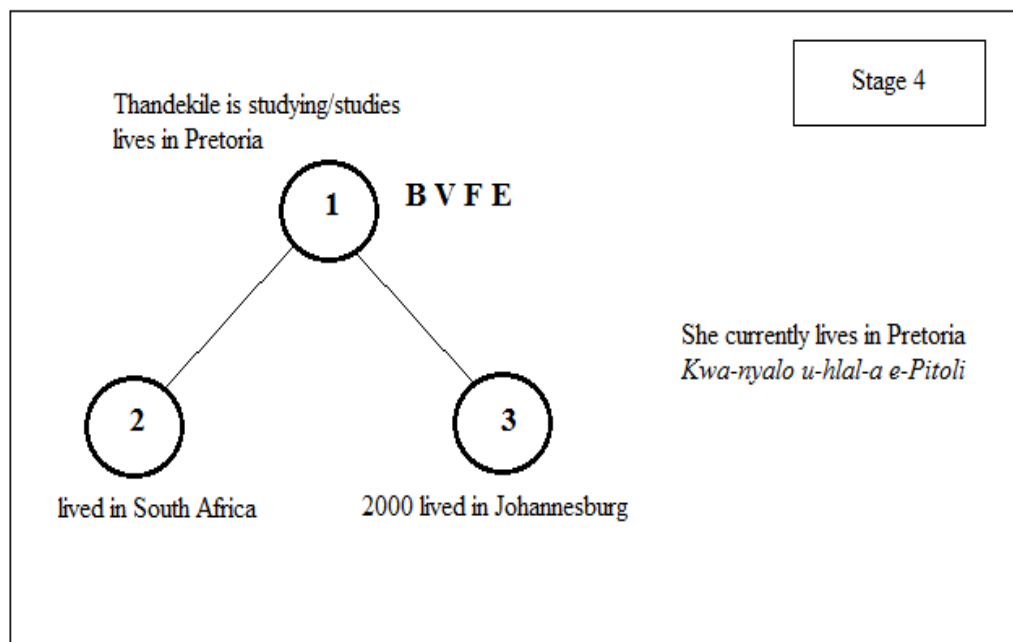 Stage 4
Thandekile is studying/studies
lives in Pretoria
1
B V F E
She currently lives in Pretoria
Kwa-nyalo u-hlal-a e-Pitoli
2
3
lived in South Africa
2000 lived in Johannesburg